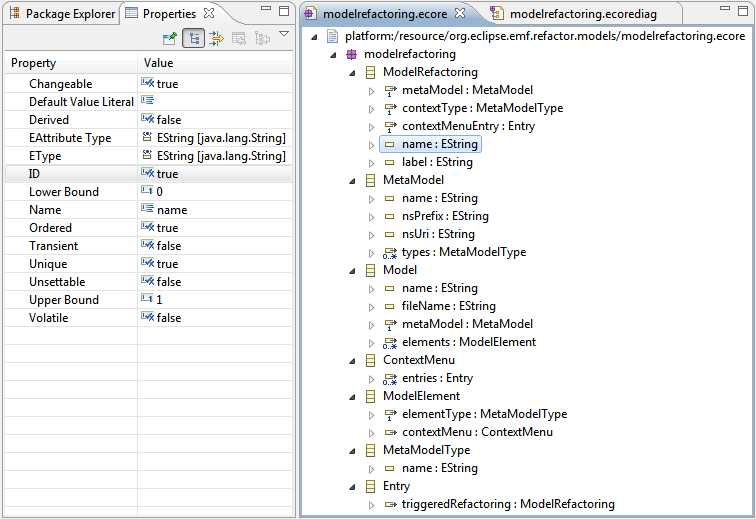 Package Explorer Properties
Property Value
Changeable true
Default Value Literal
Derived false
EAttribute Type EString [java.lang.String]
EType EString [java.lang.String]
ID true
Lower Bound 0
Name name
Ordered true
Transient false
Unique true
Unsettable false
Upper Bound 1
Volatile false
modelrefactoring.ecore modelrefactoring.ecorediag
platform:/resource/org.eclipse.emf.refactor.models/modelrefactoring.ecore
modelrefactoring
ModelRefactoring
metaModel : MetaModel
contextType : MetaModelType
contextMenuEntry : Entry
name : EString
label : EString
MetaModel
name : EString
nsPrefix : EString
nsUri : EString
types : MetaModelType
Model
name : EString
fileName : EString
metaModel : MetaModel
elements : ModelElement
ContextMenu
entries : Entry
ModelElement
elementType : MetaModelType
contextMenu : ContextMenu
MetaModelType
name : EString
Entry
triggeredRefactoring : ModelRefactoring